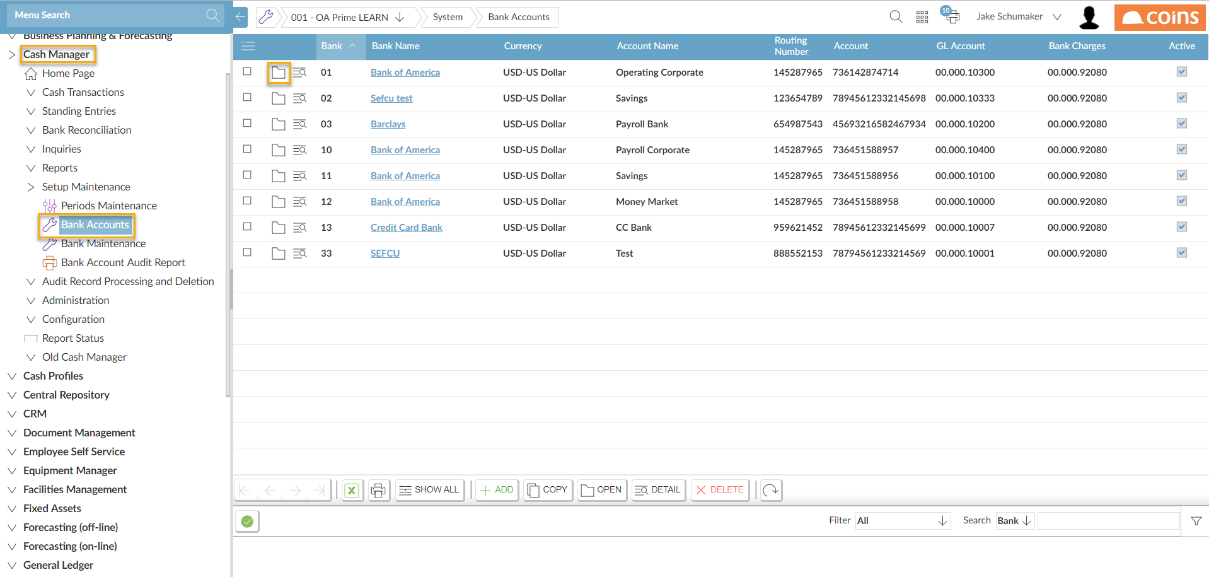 Menu Search
001 - OA Prime LEARN
System
Bank Accounts
10
Jake Schumaker
COINS
Business Planning & Forecasting
Cash Manager
Home Page
Cash Transactions
Standing Entries
Bank Reconciliation
Inquiries
Reports
Setup Maintenance
Periods Maintenance
Bank Accounts
Bank Maintenance
Bank Account Audit Report
Audit Record Processing and Deletion
Administration
Configuration
Report Status
Old Cash Manager
Cash Profiles
Central Repository
CRM
Document Management
Employee Self Service
Equipment Manager
Facilities Management
Fixed Assets
Forecasting (off-line)
Forecasting (on-line)
General Ledger
Bank Bank Name Currency Account Name Routing Number Account GL Account Bank Charges Active
01 Bank of America USD-US Dollar Operating Corporate 145287965 736142874714 00.000.10300 00.000.92080
02 Sefcu test USD-US Dollar Savings 123654789 78945612332145698 00.000.10333 00.000.92080
03 Barclays USD-US Dollar Payroll Bank 654987543 45693216582467934 00.000.10200 00.000.92080
10 Bank of America USD-US Dollar Payroll Corporate 145287965 736451588957 00.000.10400 00.000.92080
11 Bank of America USD-US Dollar Savings 145287965 736451588956 00.000.10100 00.000.92080
12 Bank of America USD-US Dollar Money Market 145287965 736451588958 00.000.10000 00.000.92080
13 Credit Card Bank USD-US Dollar CC Bank 959621452 78945612332145699 00.000.10007 00.000.92080
33 SEFCU USD-US Dollar Test 888552153 78794561233214569 00.000.10001 00.000.92080
SHOW ALL ADD COPY OPEN DETAIL DELETE
Filter All Search Bank